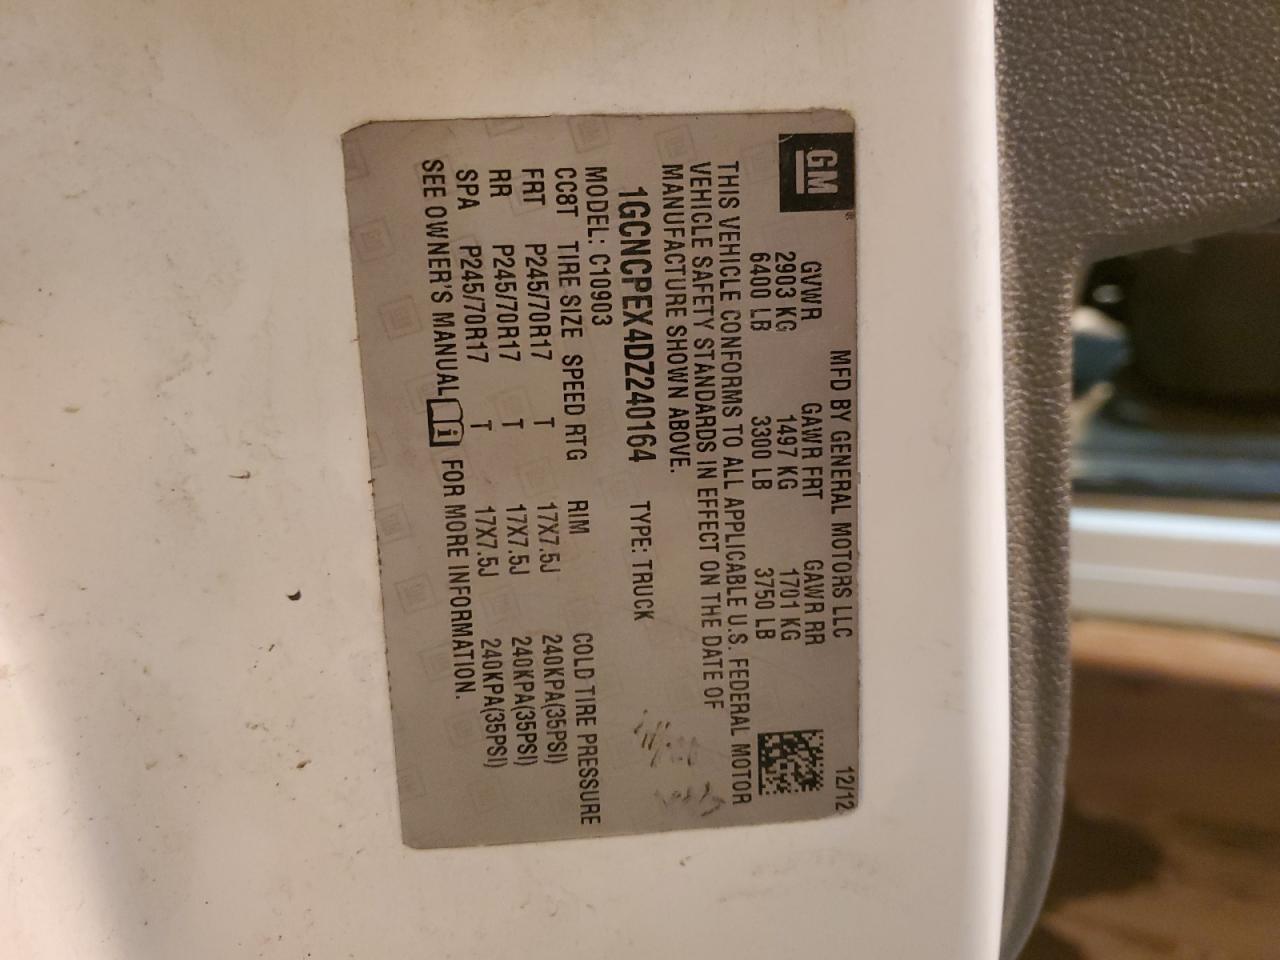 GM
MFD BY GENERAL MOTORS LLC 12/12
GVWR GAWR FRT GAWR RR
2903 KG 1497 KG 1701 KG
6400 LB 3300 LB 3750 LB
THIS VEHICLE CONFORMS TO ALL APPLICABLE U.S. FEDERAL MOTOR
VEHICLE SAFETY STANDARDS IN EFFECT ON THE DATE OF
MANUFACTURE SHOWN ABOVE.
1GCNCPEX4DZ240164 TYPE: TRUCK
MODEL: C10903
CC8T TIRE SIZE SPEED RTG RIM COLD TIRE PRESSURE
FRT P245/70R17 T 17X7.5J 240KPA(35PSI)
RR P245/70R17 T 17X7.5J 240KPA(35PSI)
SPA P245/70R17 T 17X7.5J 240KPA(35PSI)
SEE OWNER'S MANUAL i FOR MORE INFORMATION.